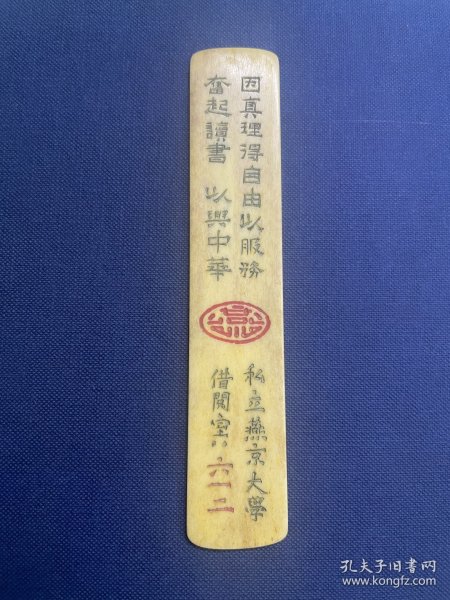 因真理得自由以服務
奮起讀書 以興中華
私立燕京大學
借閱室:六一二
孔夫子旧书网
www.kongfz.com